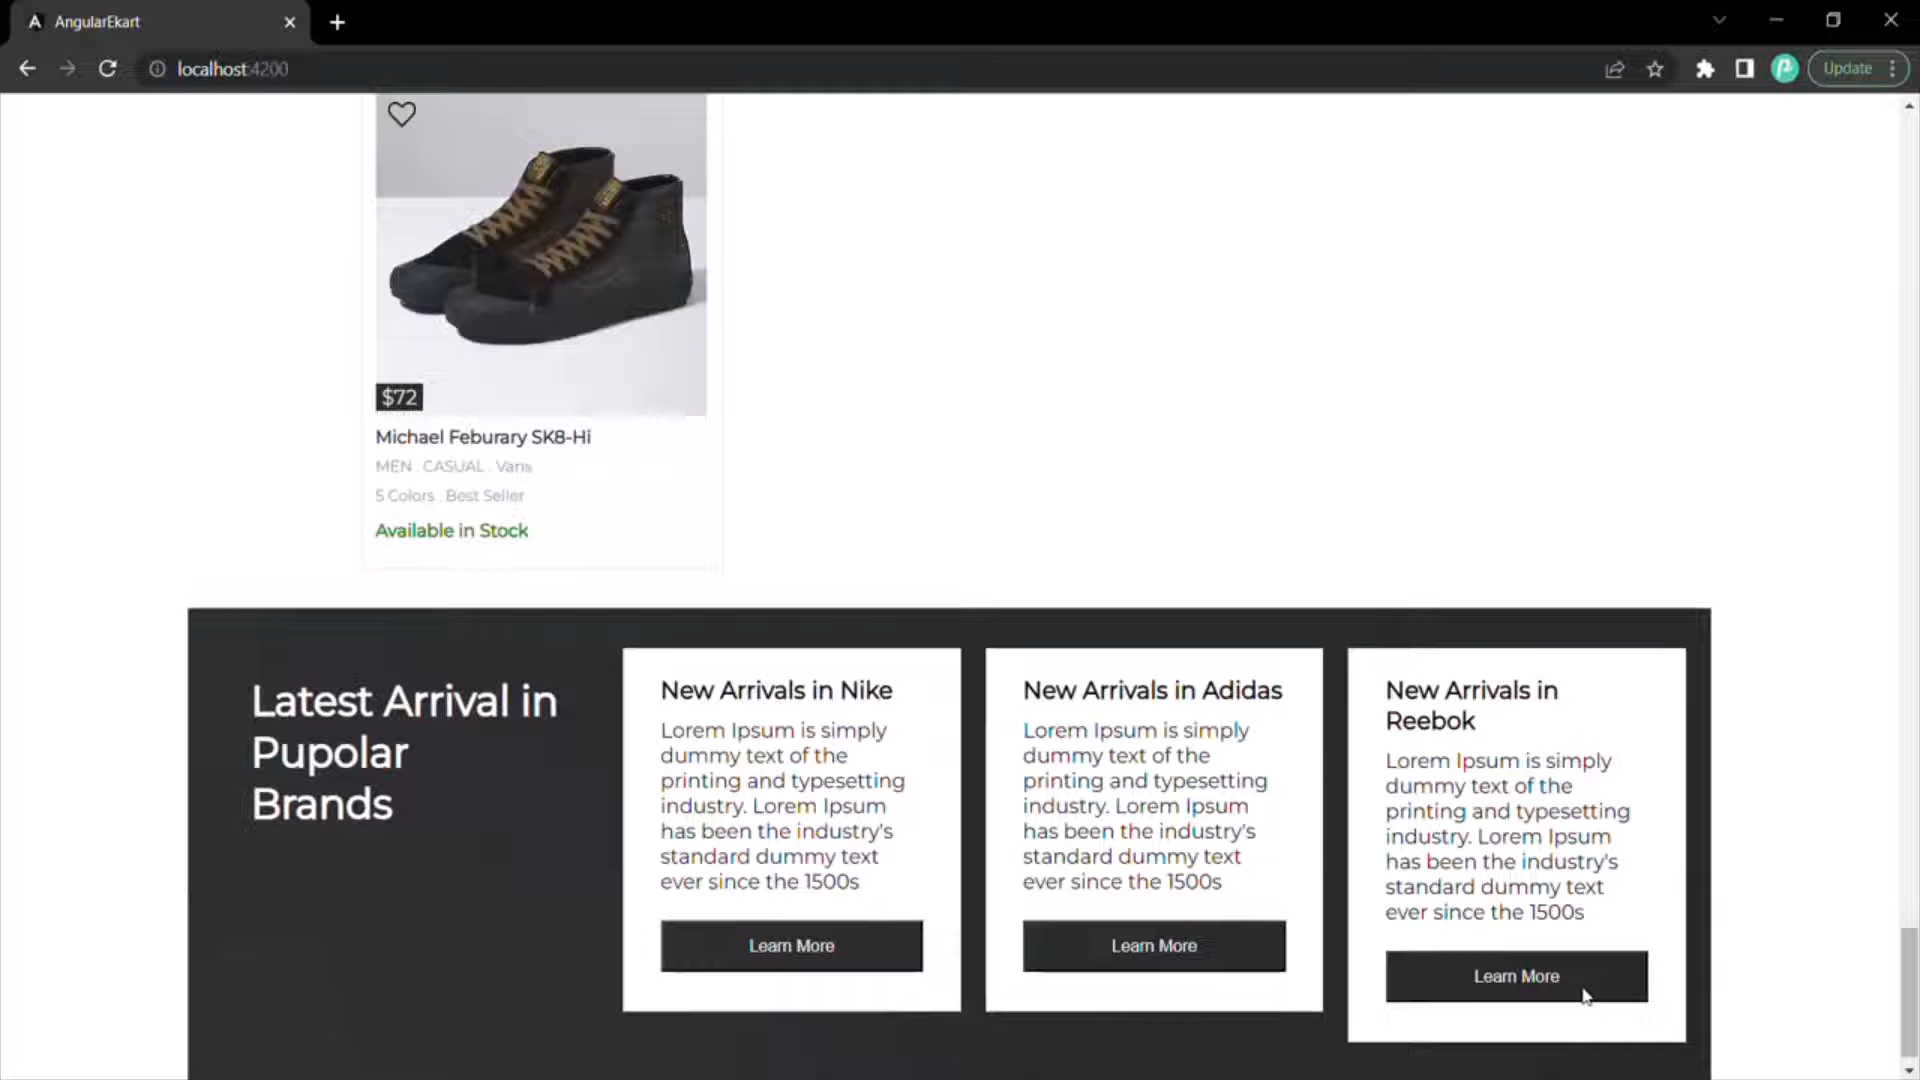 AngularEkart
localhost:4200
Update
$72
Michael Feburary SK8-Hi
MEN . CASUAL . Vans
5 Colors . Best Seller
Available in Stock
Latest Arrival in
Pupolar
Brands
New Arrivals in Nike
Lorem Ipsum is simply
dummy text of the
printing and typesetting
industry. Lorem Ipsum
has been the industry's
standard dummy text
ever since the 1500s
Learn More
New Arrivals in Adidas
Lorem Ipsum is simply
dummy text of the
printing and typesetting
industry. Lorem Ipsum
has been the industry's
standard dummy text
ever since the 1500s
Learn More
New Arrivals in
Reebok
Lorem Ipsum is simply
dummy text of the
printing and typesetting
industry. Lorem Ipsum
has been the industry's
standard dummy text
ever since the 1500s
Learn More